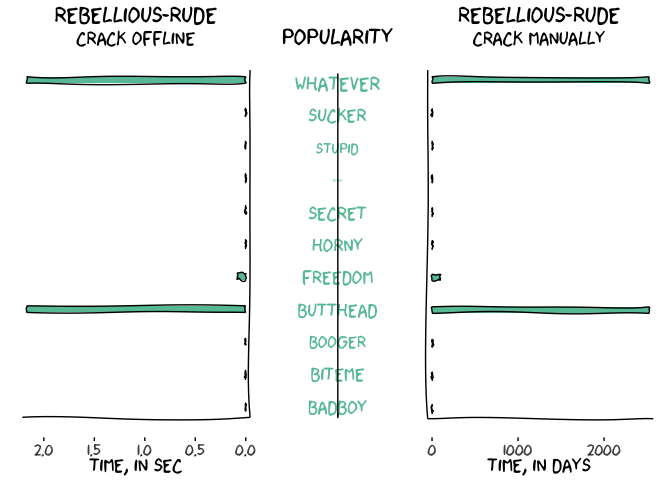 REBELLIOUS-RUDE
CRACK OFFLINE
POPULARITY
REBELLIOUS-RUDE
CRACK MANUALLY
WHATEVER
SUCKER
STUPID
SECRET
HORNY
FREEDOM
BUTTHEAD
BOOGER
BITEME
BADBOY
2,0 1,5 1,0 0,5 0,0
TIME, IN SEC
0 1000 2000
TIME, IN DAYS